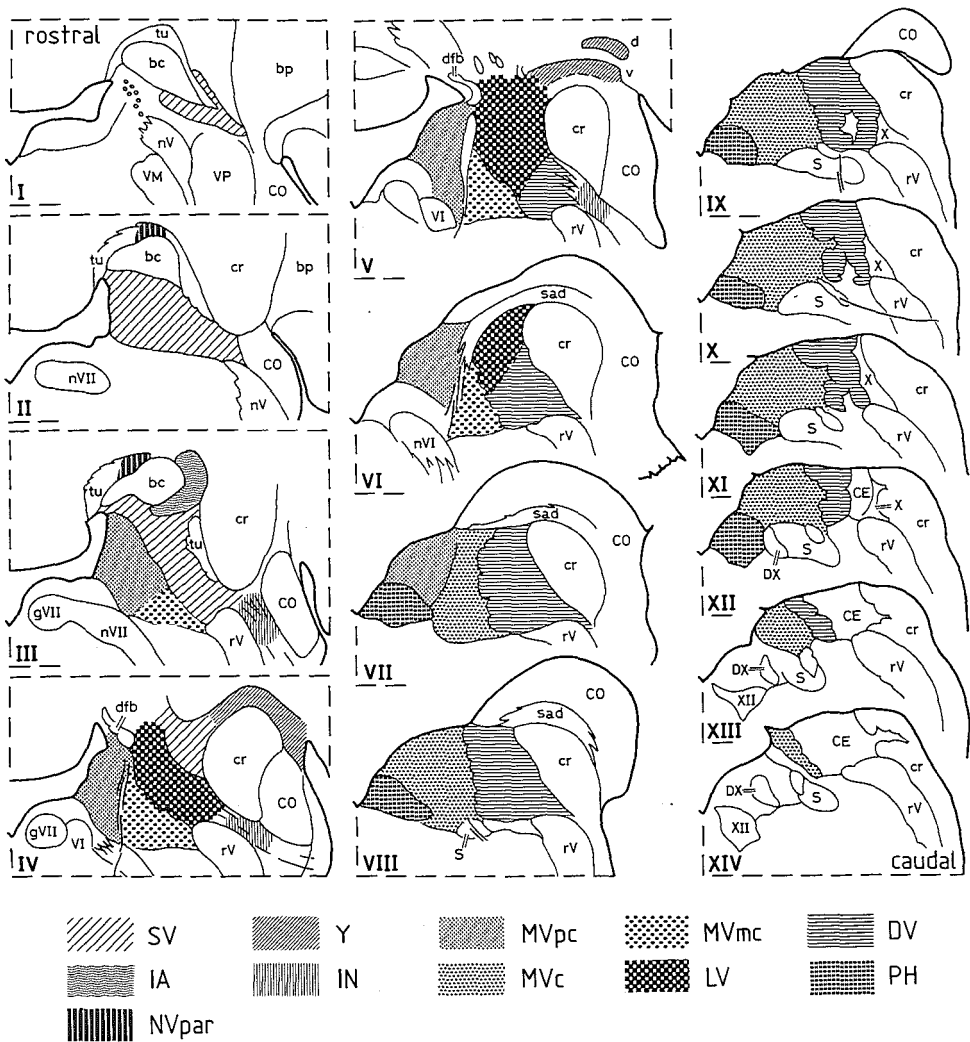 rostral
tu
bc
bp
nV
VM
VP
CO
I
tu
bc
cr
bp
nVII
CO
nV
II
tu
bc
tu
cr
gVII
nVII
rV
CO
III
dfb
cr
CO
gVII
VI
rV
IV
dfb
d
v
cr
CO
VI
rV
V
sad
cr
CO
nVI
rV
VI
sad
CO
cr
rV
VII
CO
sad
cr
rV
S
VIII
CO
cr
X
S
rV
IX
cr
X
S
rV
X
X
cr
S
rV
XI
CE
X
cr
S
rV
DX
XII
CE
cr
DX
S
rV
XII
XIII
CE
cr
DX
S
rV
XII
XIV
caudal
SV Y MVpc MVmc DV
IA IN MVc LV PH
NVpar